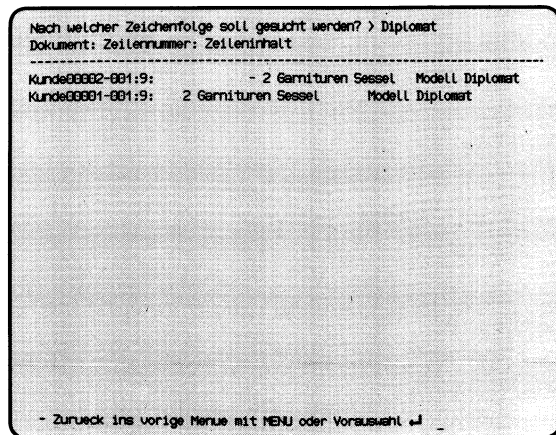 Nach welcher Zeichenfolge soll gesucht werden? > Diplomat
Dokument: Zeilennummer: Zeileninhalt
Kunde00002-001:9: - 2 Garnituren Sessel Modell Diplomat
Kunde00001-001:9: 2 Garnituren Sessel Modell Diplomat
- Zurueck ins vorige Menue mit MENU oder Vorauswahl ↵ _